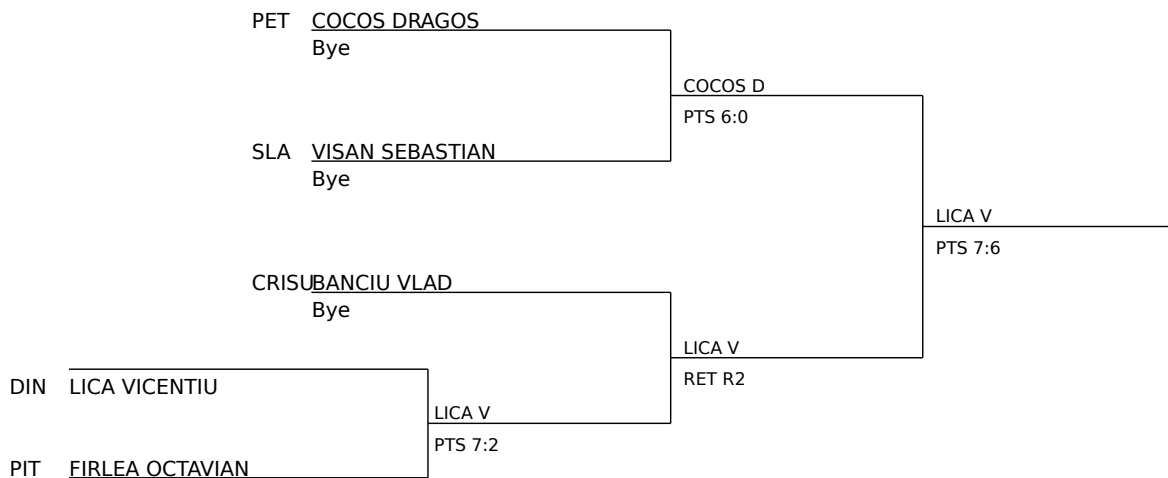 PET COCOS DRAGOS
Bye
COCOS D
PTS 6:0
SLA VISAN SEBASTIAN
Bye
LICA V
PTS 7:6
CRISU BANCIU VLAD
Bye
LICA V
RET R2
DIN LICA VICENTIU
LICA V
PTS 7:2
PIT FIRLEA OCTAVIAN